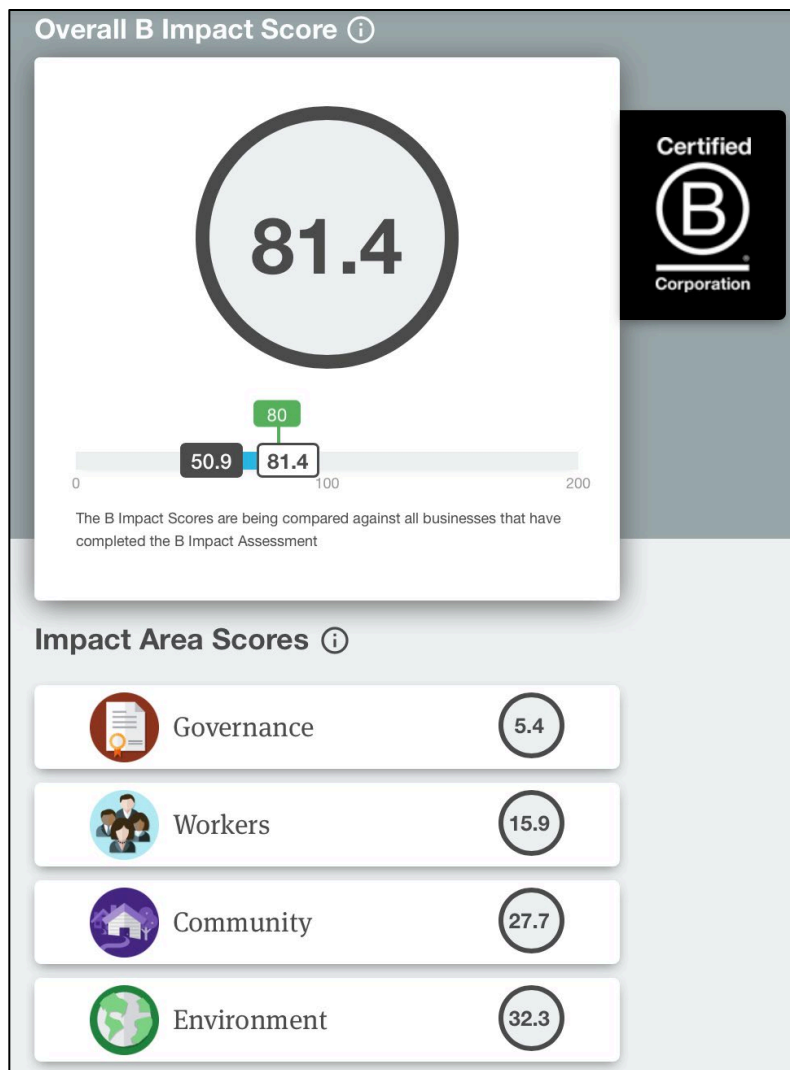 Overall B Impact Score
81.4
Certified
B
®
Corporation
80
50.9
81.4
0
100
200
The B Impact Scores are being compared against all businesses that have
completed the B Impact Assessment
Impact Area Scores
Governance 5.4
Workers 15.9
Community 27.7
Environment 32.3